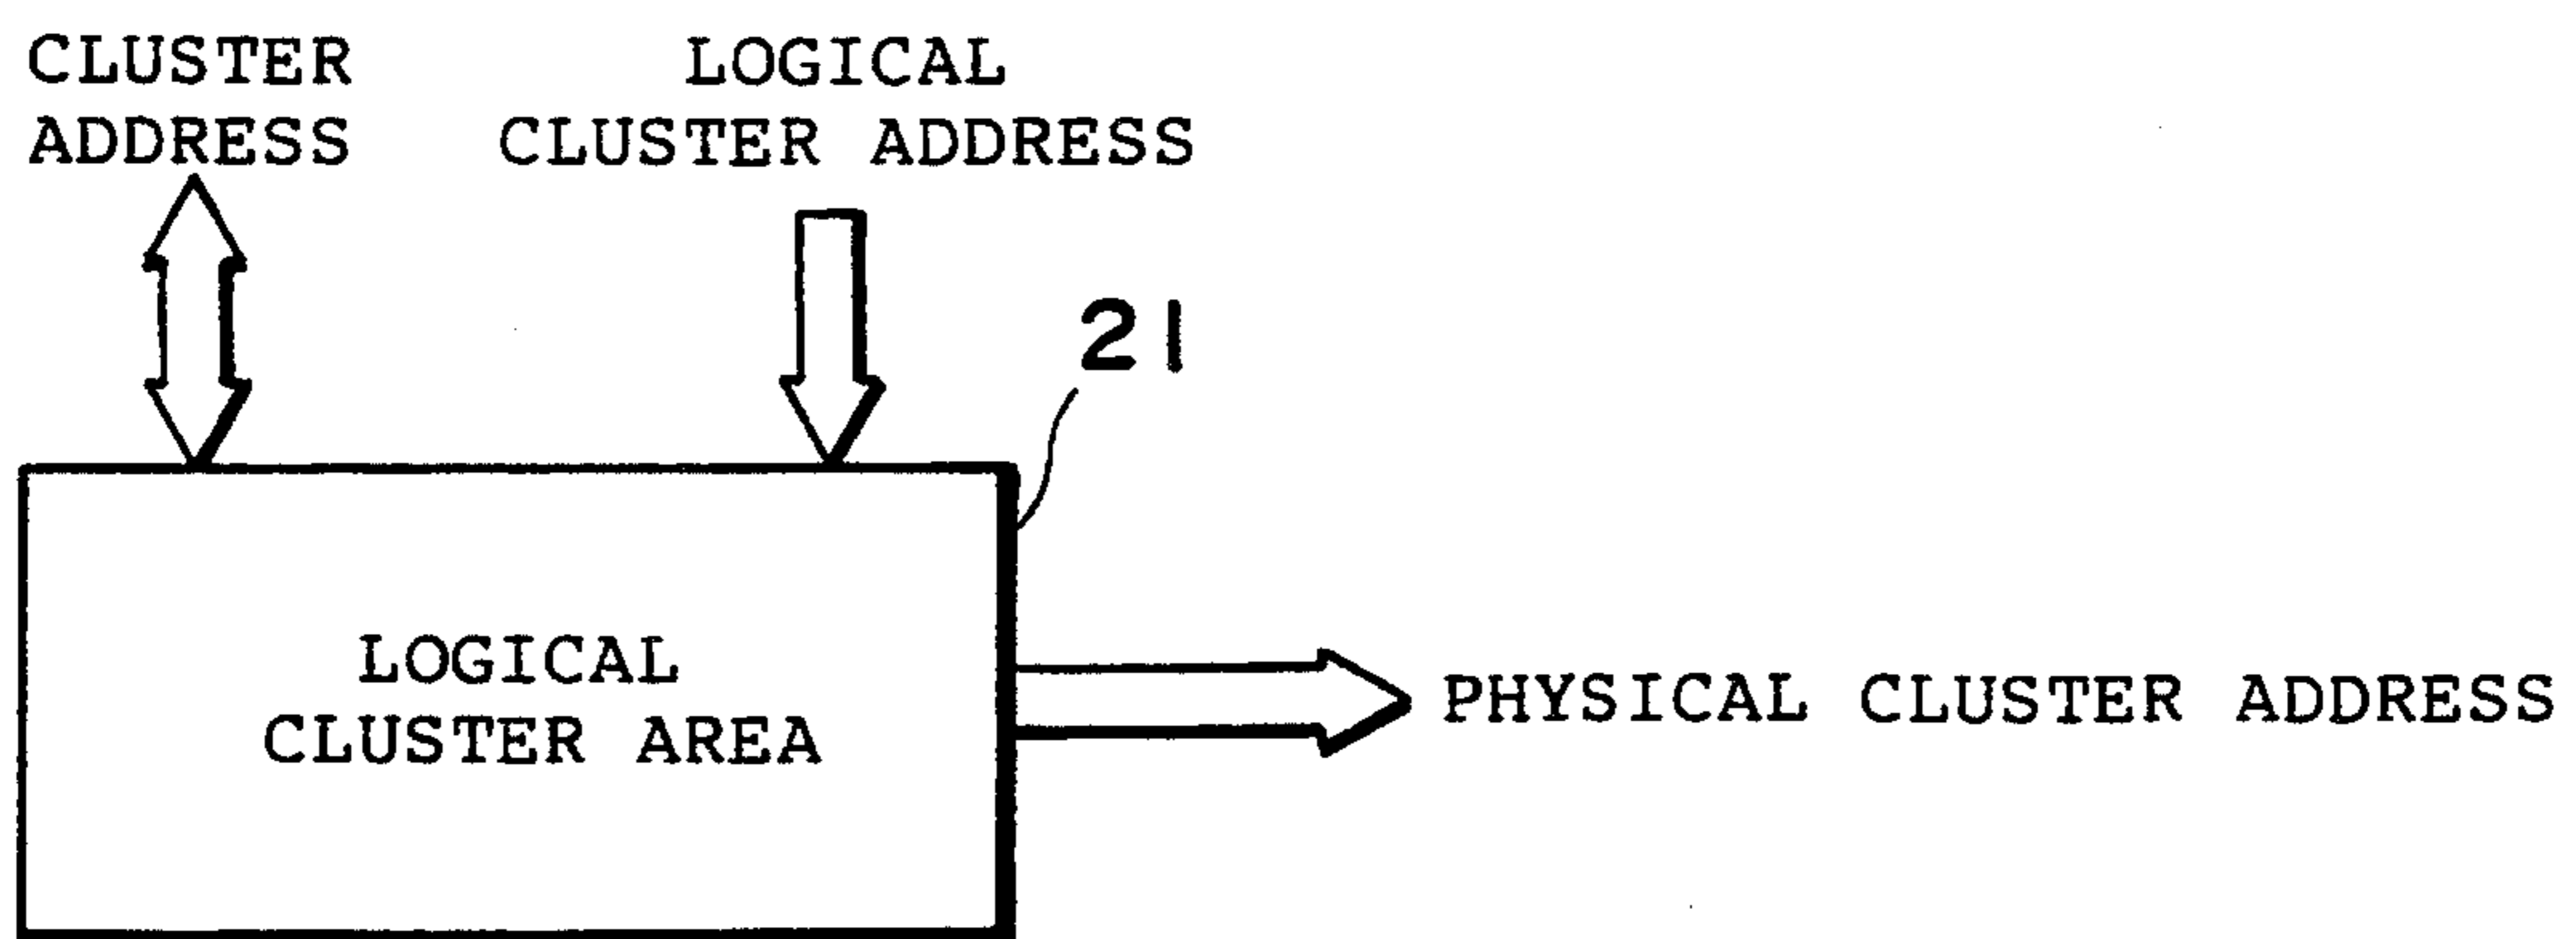 CLUSTER
ADDRESS
LOGICAL
CLUSTER ADDRESS
21
LOGICAL
CLUSTER AREA
PHYSICAL CLUSTER ADDRESS